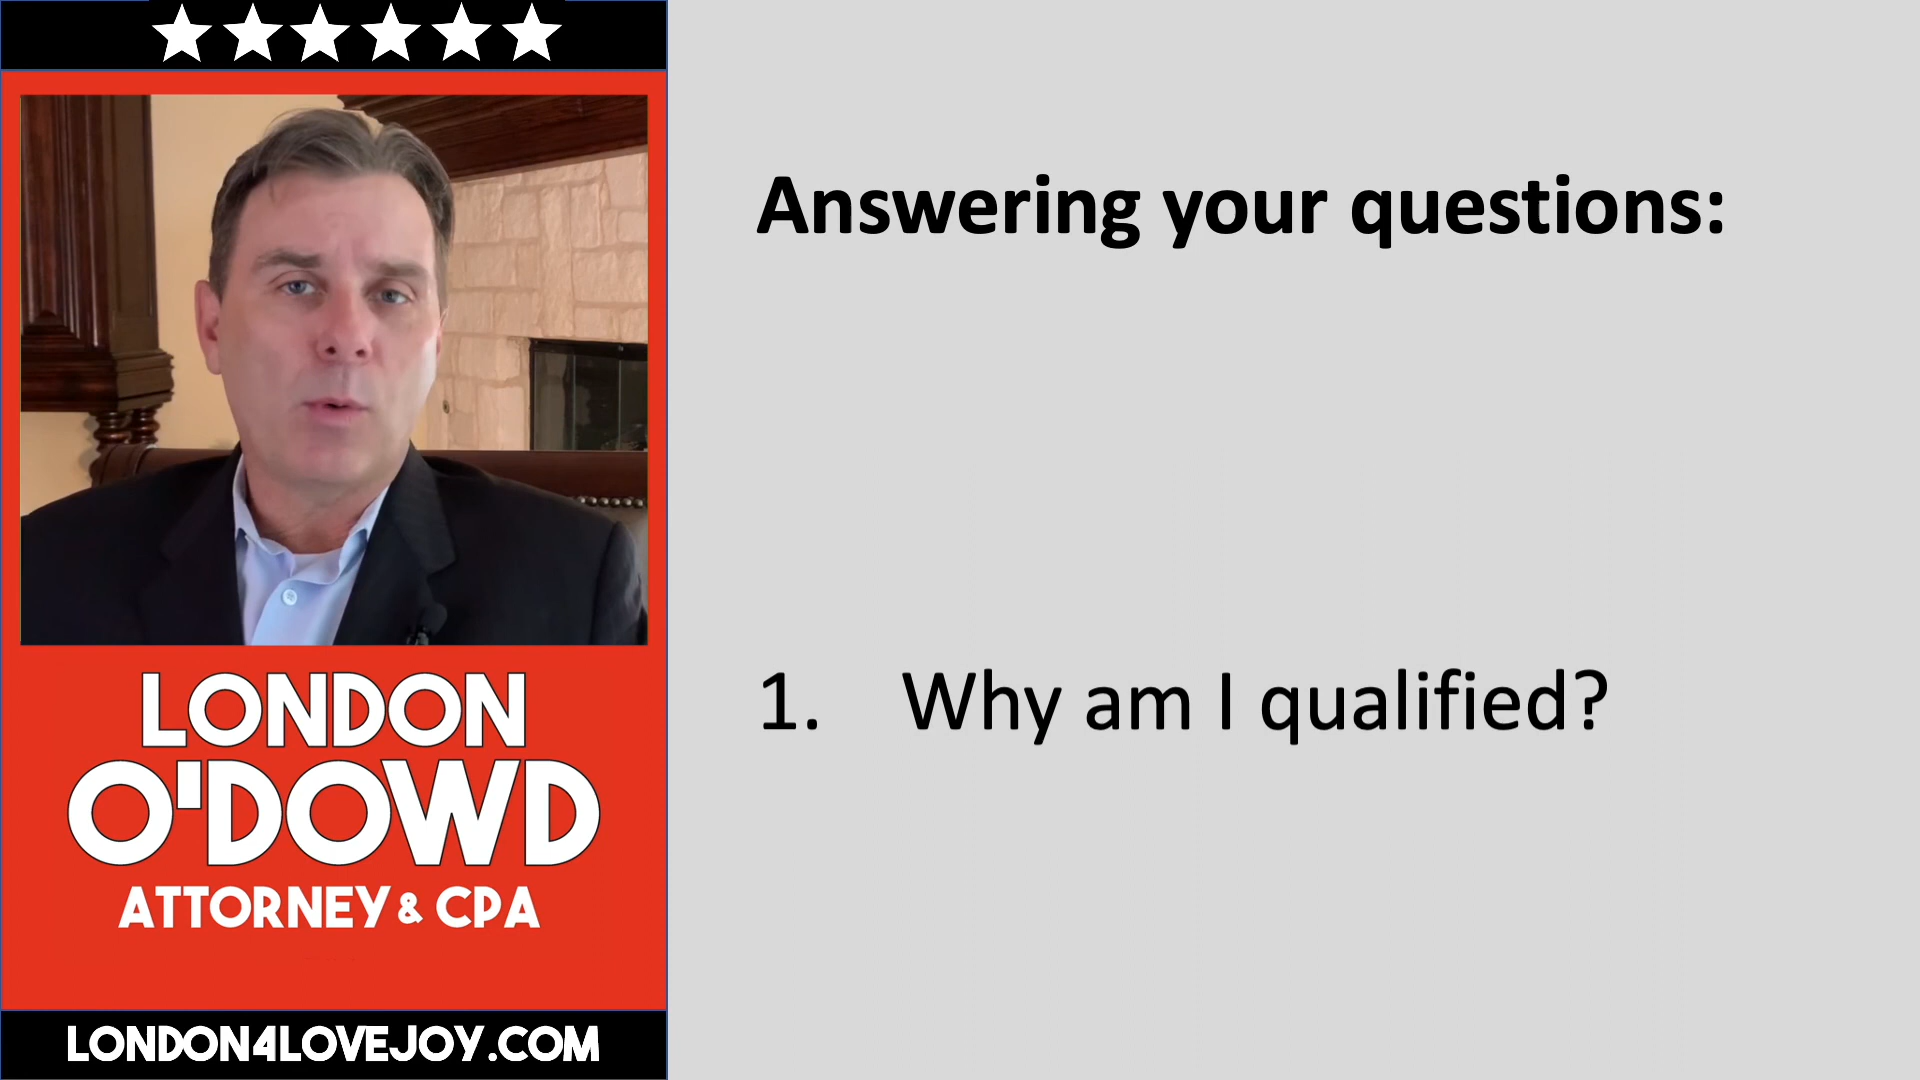 LONDON
O'DOWD
ATTORNEY & CPA
LONDON4LOVEJOY.COM
Answering your questions:
1. Why am I qualified?